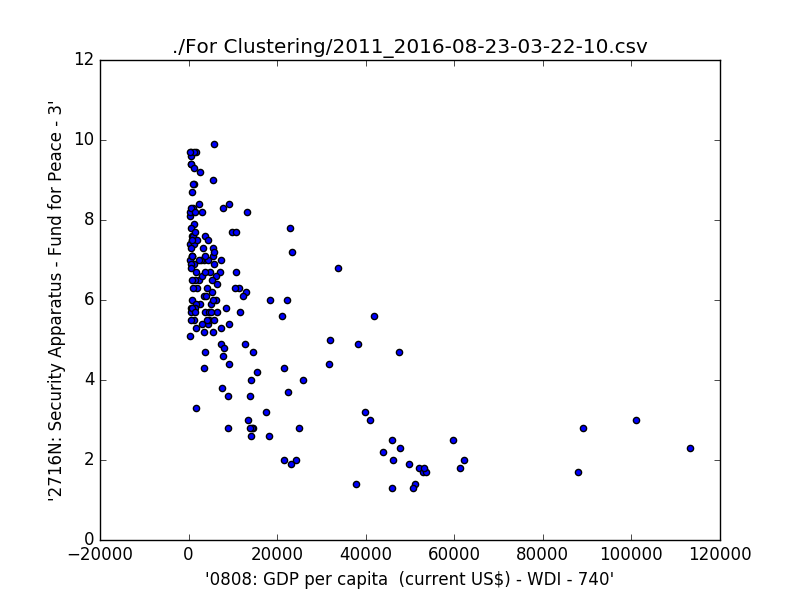 ./For Clustering/2011_2016-08-23-03-22-10.csv
'2716N: Security Apparatus - Fund for Peace - 3'
12
10
8
6
4
2
0
−20000 0 20000 40000 60000 80000 100000 120000
'0808: GDP per capita  (current US$) - WDI - 740'